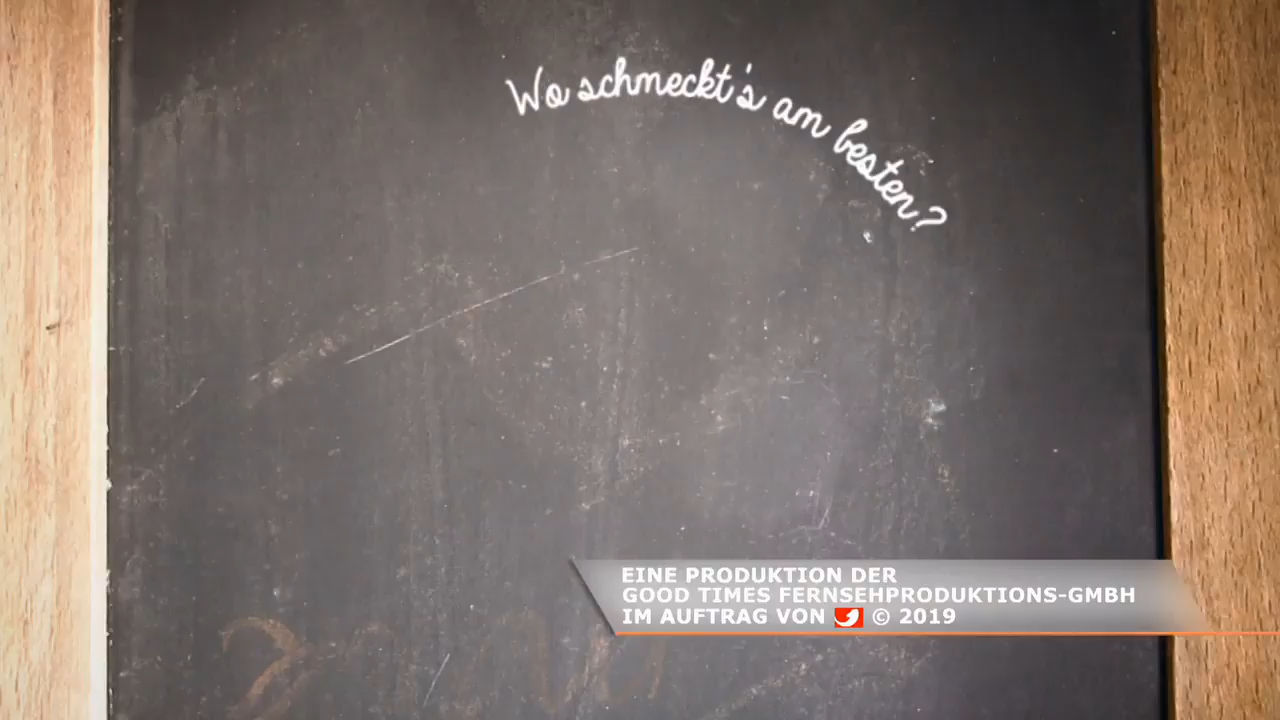 Wo schmeckt's am besten?
EINE PRODUKTION DER
GOOD TIMES FERNSEHPRODUKTIONS-GMBH
IM AUFTRAG VON © 2019